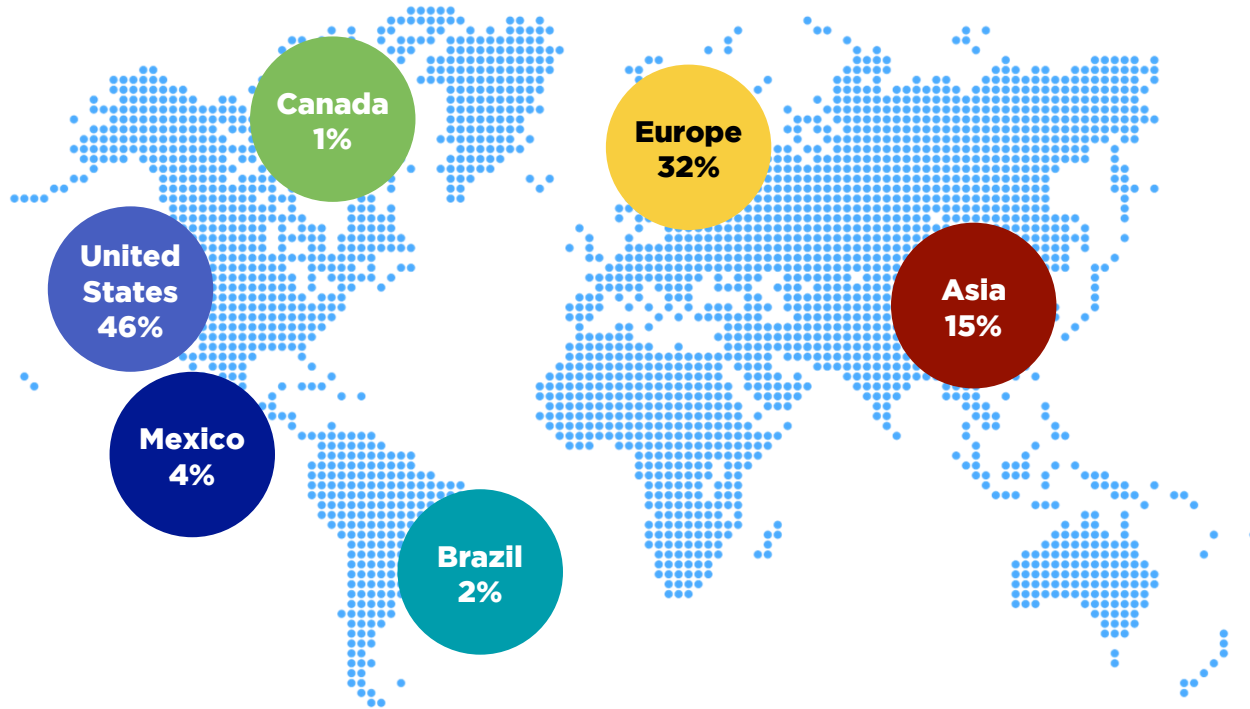 Canada
1%
Europe
32%
United
States
46%
Asia
15%
Mexico
4%
Brazil
2%